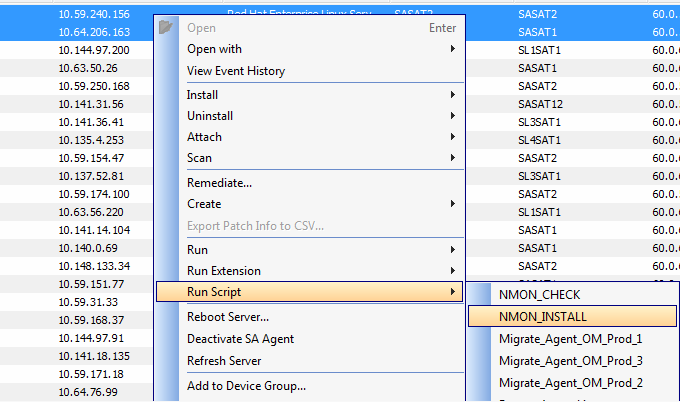 10.59.240.156 Red Hat Enterprise Linux Serv... SASAT2 SASAT2 60.0.
10.64.206.163 Open Enter SASAT1 60.0.
10.144.97.200 Open with SL1SAT1 60.0.
10.63.50.26 View Event History SASAT1 60.0.
10.59.250.168 Install SASAT2 60.0.
10.141.31.56 Uninstall SASAT12 60.0.
10.141.36.41 Attach SL3SAT1 60.0.
10.135.4.253 SL4SAT1 60.0.
10.59.154.47 Scan SASAT2 60.0.
10.137.52.81 Remediate... SL3SAT1 60.0.
10.59.174.100 Create SASAT2 60.0.
10.63.56.220 Export Patch Info to CSV... SL1SAT1 60.0.
10.141.14.104 SASAT1 60.0.
10.140.0.69 Run SASAT1 60.0.
10.148.133.34 Run Extension SASAT2 60.0.
10.59.151.77 Run Script
10.59.31.33 NMON_CHECK
10.59.168.37 Reboot Server... NMON_INSTALL
10.144.97.91 Deactivate SA Agent Migrate_Agent_OM_Prod_1
10.141.18.135 Refresh Server Migrate_Agent_OM_Prod_3
10.59.171.18 Add to Device Group... Migrate_Agent_OM_Prod_2
10.64.76.99